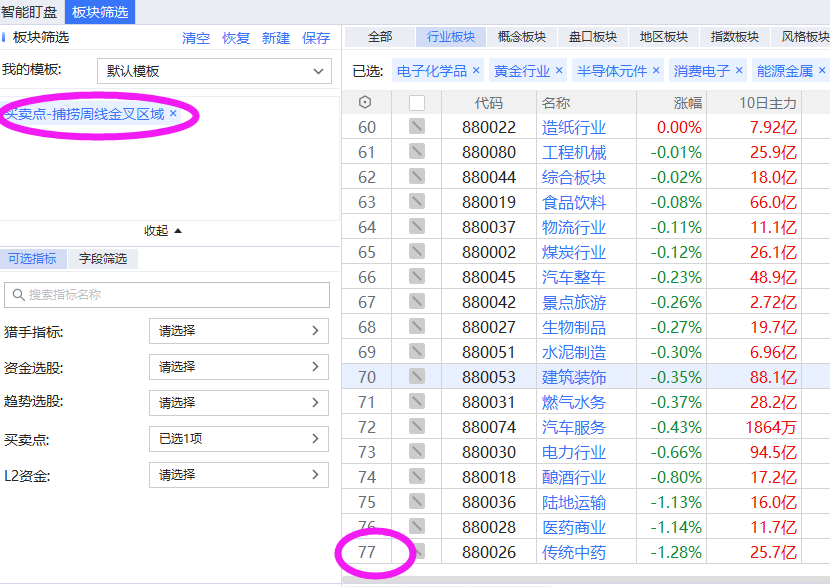 智能盯盘 板块筛选
板块筛选 清空 恢复 新建 保存
我的模板: 默认模板
买卖点-捕捞周线金叉区域 ×
收起
可选指标 字段筛选
搜索指标名称
猎手指标: 请选择
资金选股: 请选择
趋势选股: 请选择
买卖点: 已选1项
L2资金: 请选择
全部 行业板块 概念板块 盘口板块 地区板块 指数板块 风格板块
已选: 电子化学品 × 黄金行业 × 半导体元件 × 消费电子 × 能源金属 ×
代码 名称 涨幅 10日主力
60 880022 造纸行业 0.00% 7.92亿
61 880080 工程机械 -0.01% 25.9亿
62 880044 综合板块 -0.02% 18.0亿
63 880019 食品饮料 -0.08% 66.0亿
64 880037 物流行业 -0.11% 11.1亿
65 880002 煤炭行业 -0.12% 26.1亿
66 880045 汽车整车 -0.23% 48.9亿
67 880042 景点旅游 -0.26% 2.72亿
68 880027 生物制品 -0.27% 19.7亿
69 880051 水泥制造 -0.30% 6.96亿
70 880053 建筑装饰 -0.35% 88.1亿
71 880031 燃气水务 -0.37% 28.2亿
72 880074 汽车服务 -0.43% 1864万
73 880030 电力行业 -0.66% 94.5亿
74 880018 酿酒行业 -0.80% 17.2亿
75 880036 陆地运输 -1.13% 16.0亿
76 880028 医药商业 -1.14% 11.7亿
77 880026 传统中药 -1.28% 25.7亿